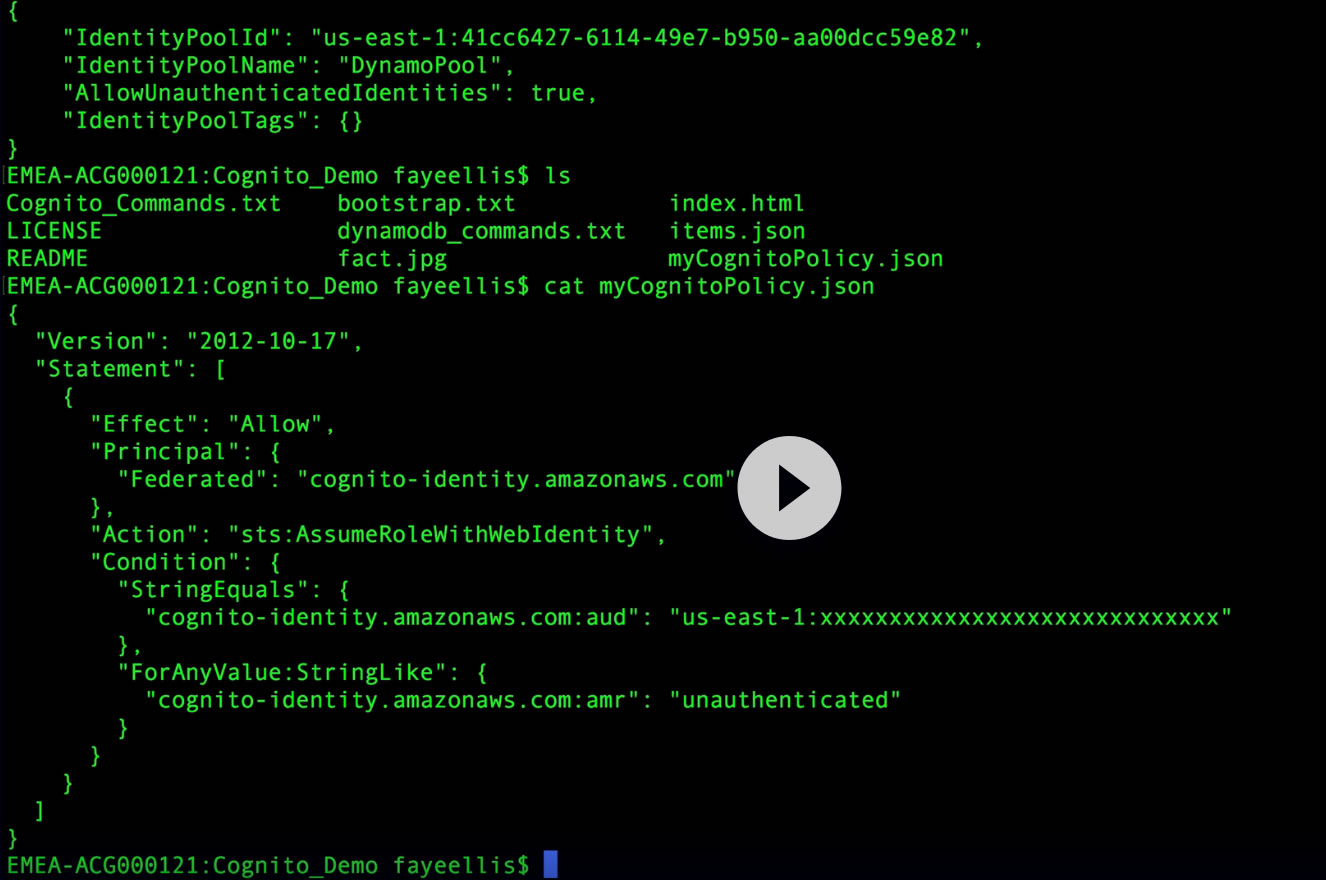 {
    "IdentityPoolId": "us-east-1:41cc6427-6114-49e7-b950-aa00dcc59e82",
    "IdentityPoolName": "DynamoPool",
    "AllowUnauthenticatedIdentities": true,
    "IdentityPoolTags": {}
}
EMEA-ACG000121:Cognito_Demo fayeellis$ ls
Cognito_Commands.txt    bootstrap.txt           index.html
LICENSE                 dynamodb_commands.txt   items.json
README                  fact.jpg                myCognitoPolicy.json
EMEA-ACG000121:Cognito_Demo fayeellis$ cat myCognitoPolicy.json
{
  "Version": "2012-10-17",
  "Statement": [
    {
      "Effect": "Allow",
      "Principal": {
        "Federated": "cognito-identity.amazonaws.com"
      },
      "Action": "sts:AssumeRoleWithWebIdentity",
      "Condition": {
        "StringEquals": {
          "cognito-identity.amazonaws.com:aud": "us-east-1:xxxxxxxxxxxxxxxxxxxxxxxxxxxxx"
        },
        "ForAnyValue:StringLike": {
          "cognito-identity.amazonaws.com:amr": "unauthenticated"
        }
      }
    }
  ]
}
EMEA-ACG000121:Cognito_Demo fayeellis$